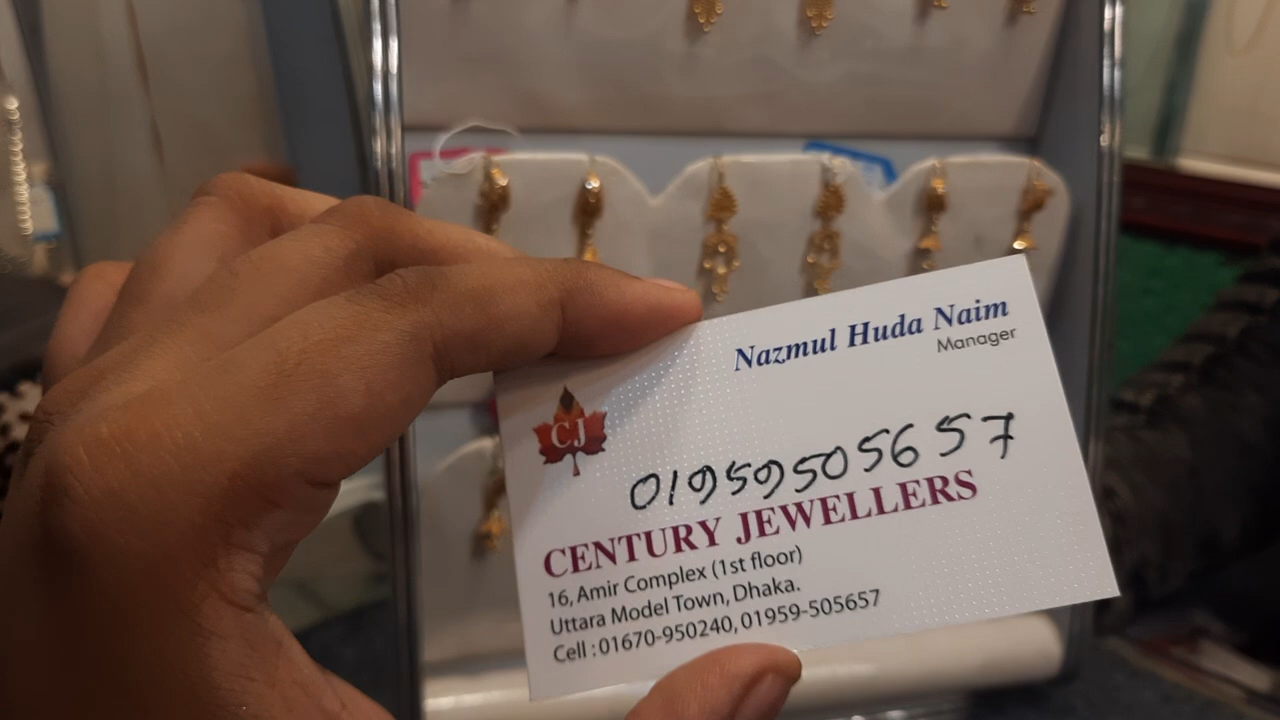 Nazmul Huda Naim
Manager
CJ
01959505657
CENTURY JEWELLERS
16, Amir Complex (1st floor)
Uttara Model Town, Dhaka.
Cell : 01670-950240, 01959-505657